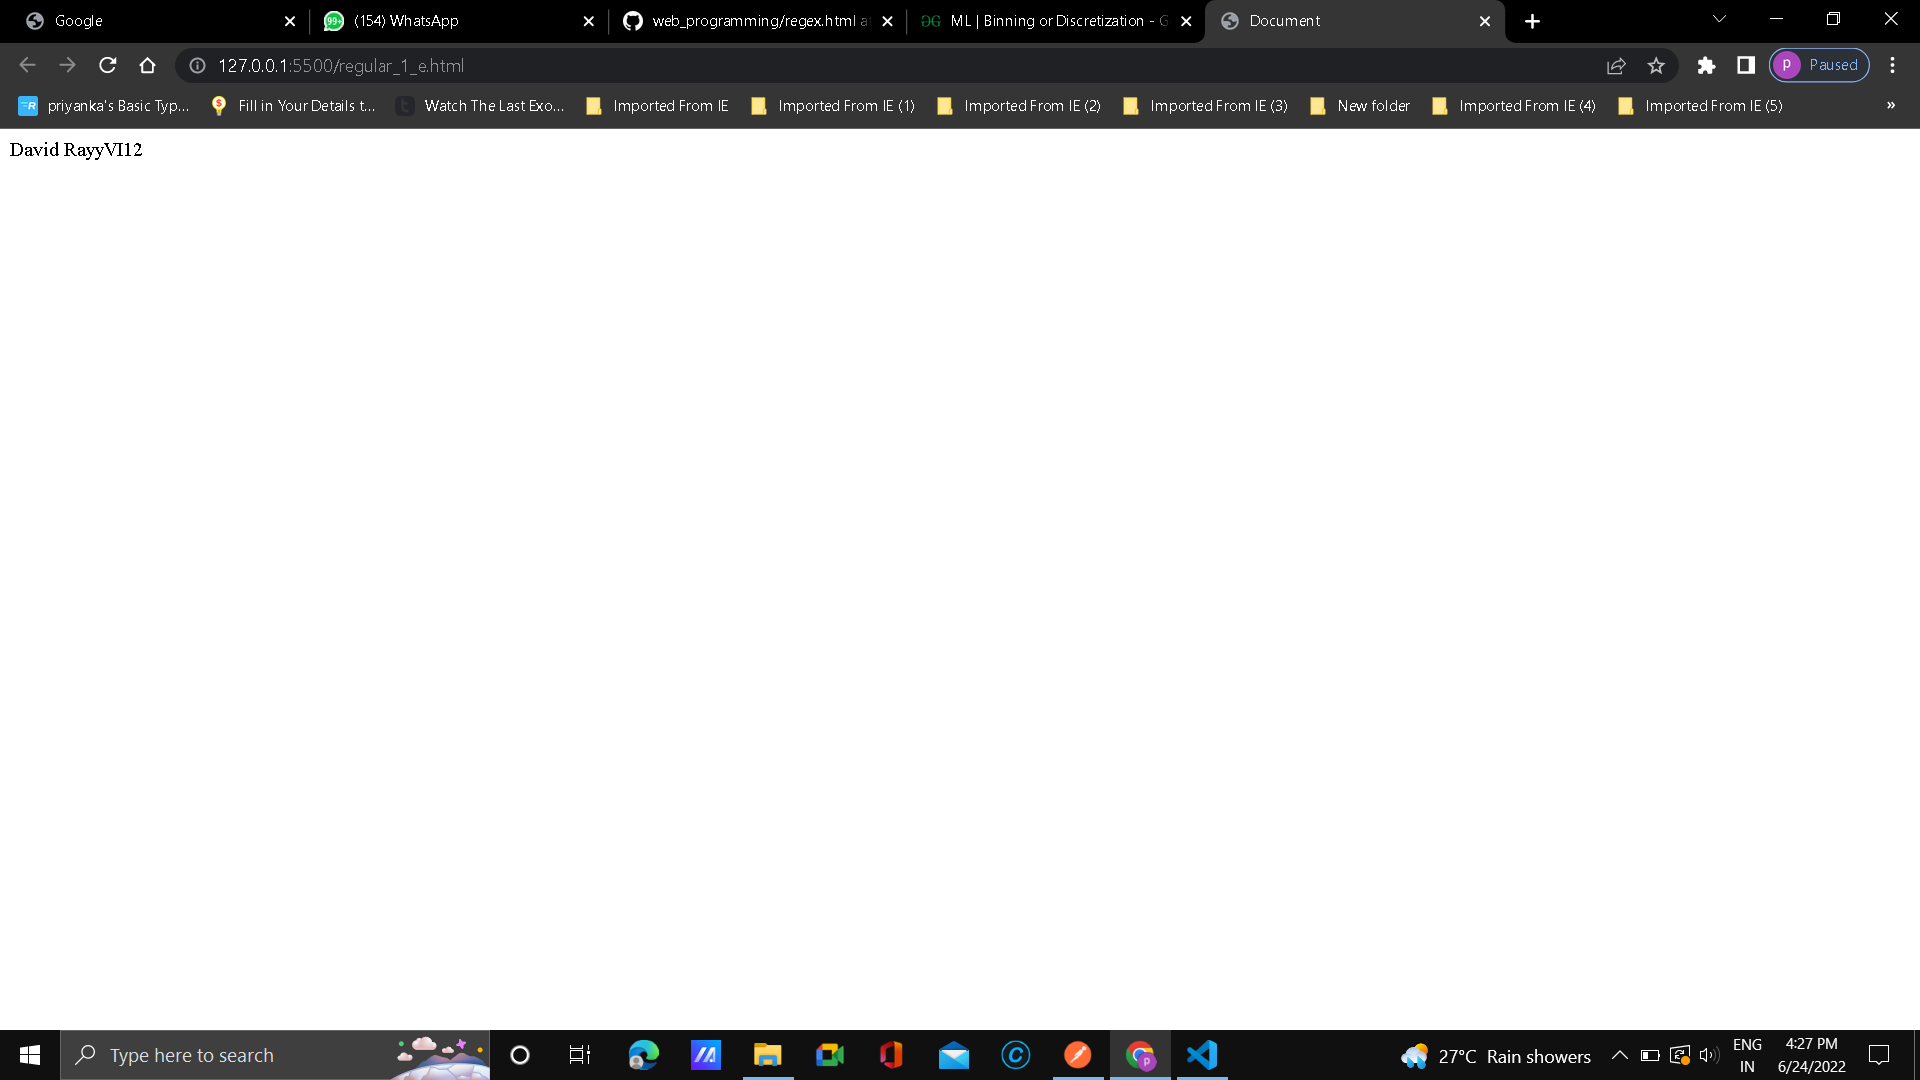 Google
(154) WhatsApp
web_programming/regex.html a
ML | Binning or Discretization - G
Document
127.0.0.1:5500/regular_1_e.html
P Paused
priyanka's Basic Typ...
Fill in Your Details t...
Watch The Last Exo...
Imported From IE
Imported From IE (1)
Imported From IE (2)
Imported From IE (3)
New folder
Imported From IE (4)
Imported From IE (5)
»
David RayyVI12
Type here to search
27°C Rain showers
ENG
IN
4:27 PM
6/24/2022